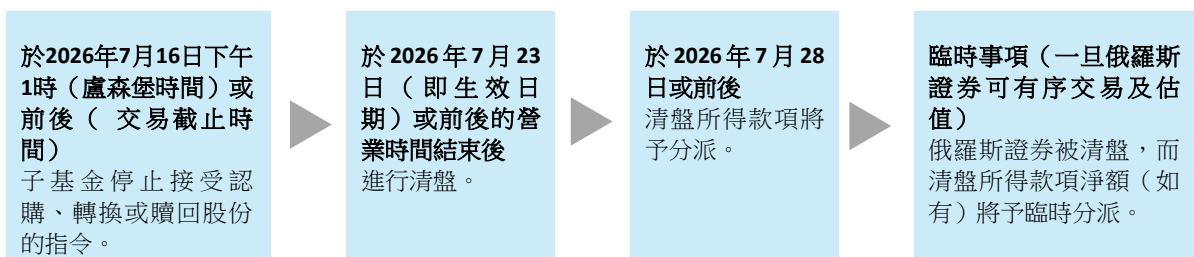 於2026年7月16日下午
1時（盧森堡時間）或
前後（ 交易截止時
間）
子基金停止接受認
購、轉換或贖回股份
的指令。
於 2026 年 7 月 23
日（即生效日
期）或前後的營
業時間結束後
進行清盤。
於 2026 年 7 月 28
日或前後
清盤所得款項將
予分派。
臨時事項（一旦俄羅斯
證券可有序交易及估
值）
俄羅斯證券被清盤，而
清盤所得款項淨額（如
有）將予臨時分派。